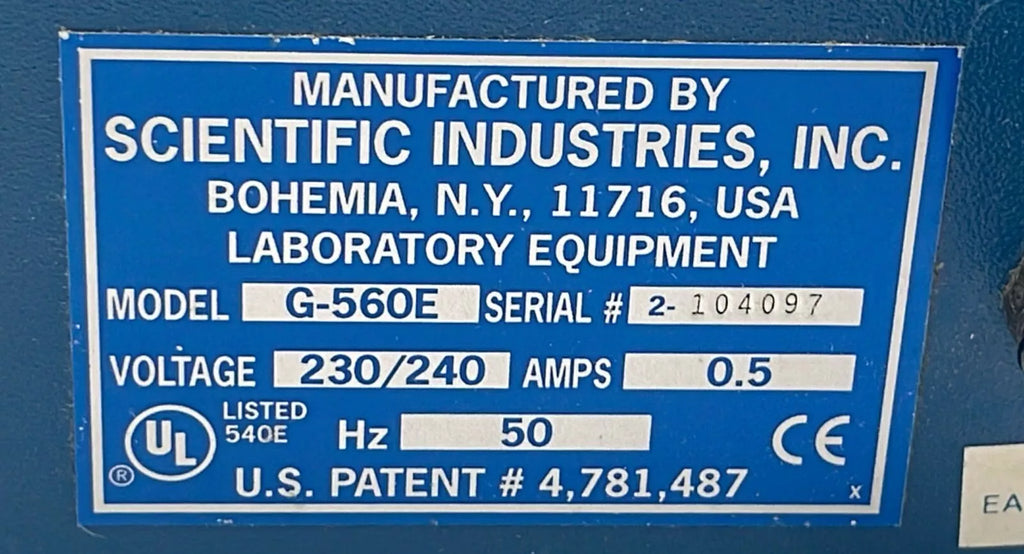 MANUFACTURED BY
SCIENTIFIC INDUSTRIES, INC.
BOHEMIA, N.Y., 11716, USA
LABORATORY EQUIPMENT
MODEL G-560E SERIAL # 2- 104097
VOLTAGE 230/240 AMPS 0.5
UL LISTED
540E Hz 50 CE
® U.S. PATENT # 4,781,487 x
EA